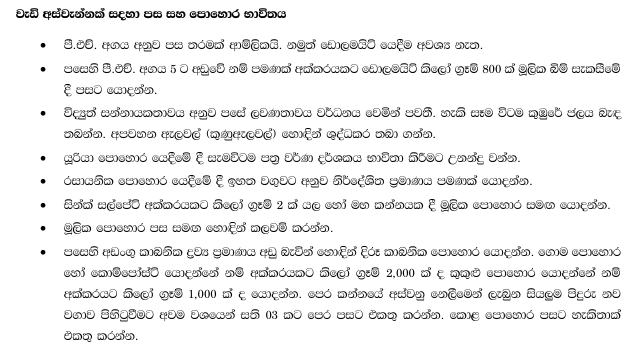 වැඩි අස්වැන්නක් සඳහා පස සහ පොහොර භාවිතය
• පී.එච්. අගය අනුව පස තරමක් ආම්ලිකයි. නමුත් ඩොලමයිට් යෙදීම අවශ්‍ය නැත.
• පසෙහි පී.එච්. අගය 5 ට අඩුවේ නම් පමණක් අක්කරයකට ඩොලමයිට් කිලෝ ග්‍රෑම් 800 ක් මූලික බිම් සැකසීමේ
දී පසට යොදන්න.
• විද්‍යුත් සන්නායකතාවය අනුව පසේ ලවණතාවය වර්ධනය වෙමින් පවතී. හැකි සෑම විටම කුඹුරේ ජලය බැඳ
තබන්න. අපවහන ඇලවල් (කුණුඇලවල්) හොඳින් ශුද්ධකර තබා ගන්න.
• යූරියා පොහොර යෙදීමේ දී සැමවිටම පත්‍ර වර්ණ දර්ශකය භාවිතා කිරීමට උනන්දු වන්න.
• රසායනික පොහොර යෙදීමේ දී ඉහත වගුවට අනුව නිර්දේශිත ප්‍රමාණය පමණක් යොදන්න.
• සින්ක් සල්පේට් අක්කරයකට කිලෝ ග්‍රෑම් 2 ක් යල හෝ මහ කන්නයක දී මූලික පොහොර සමඟ යොදන්න.
• මූලික පොහොර පස සමඟ හොඳින් කලවම් කරන්න.
• පසෙහි අඩංගු කාබනික ද්‍රව්‍ය ප්‍රමාණය අඩු බැවින් හොඳින් දිරූ කාබනික පොහොර යොදන්න. ගොම පොහොර
හෝ කොම්පෝස්ට් යොදන්නේ නම් අක්කරයකට කිලෝ ග්‍රෑම් 2,000 ක් ද කුකුළු පොහොර යොදන්නේ නම්
අක්කරයට කිලෝ ග්‍රෑම් 1,000 ක් ද යොදන්න. පෙර කන්නයේ අස්වනු නෙලීමෙන් ලැබුන සියලුම පිදුරු නව
වගාව පිහිටුවීමට අවම වශයෙන් සති 03 කට පෙර පසට එකතු කරන්න. කොළ පොහොර පසට හැකිතාක්
එකතු කරන්න.